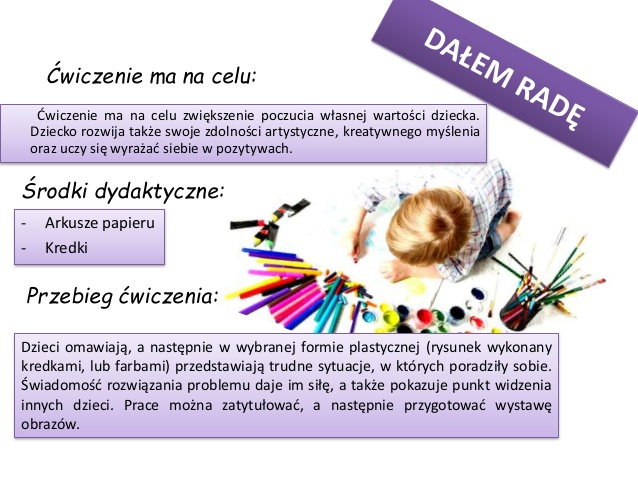 DAŁEM RADĘ
Ćwiczenie ma na celu:
Ćwiczenie ma na celu zwiększenie poczucia własnej wartości dziecka.
Dziecko rozwija także swoje zdolności artystyczne, kreatywnego myślenia
oraz uczy się wyrażać siebie w pozytywach.
Środki dydaktyczne:
- Arkusze papieru
- Kredki
Przebieg ćwiczenia:
Dzieci omawiają, a następnie w wybranej formie plastycznej (rysunek wykonany
kredkami, lub farbami) przedstawiają trudne sytuacje, w których poradziły sobie.
Świadomość rozwiązania problemu daje im siłę, a także pokazuje punkt widzenia
innych dzieci. Prace można zatytułować, a następnie przygotować wystawę
obrazów.